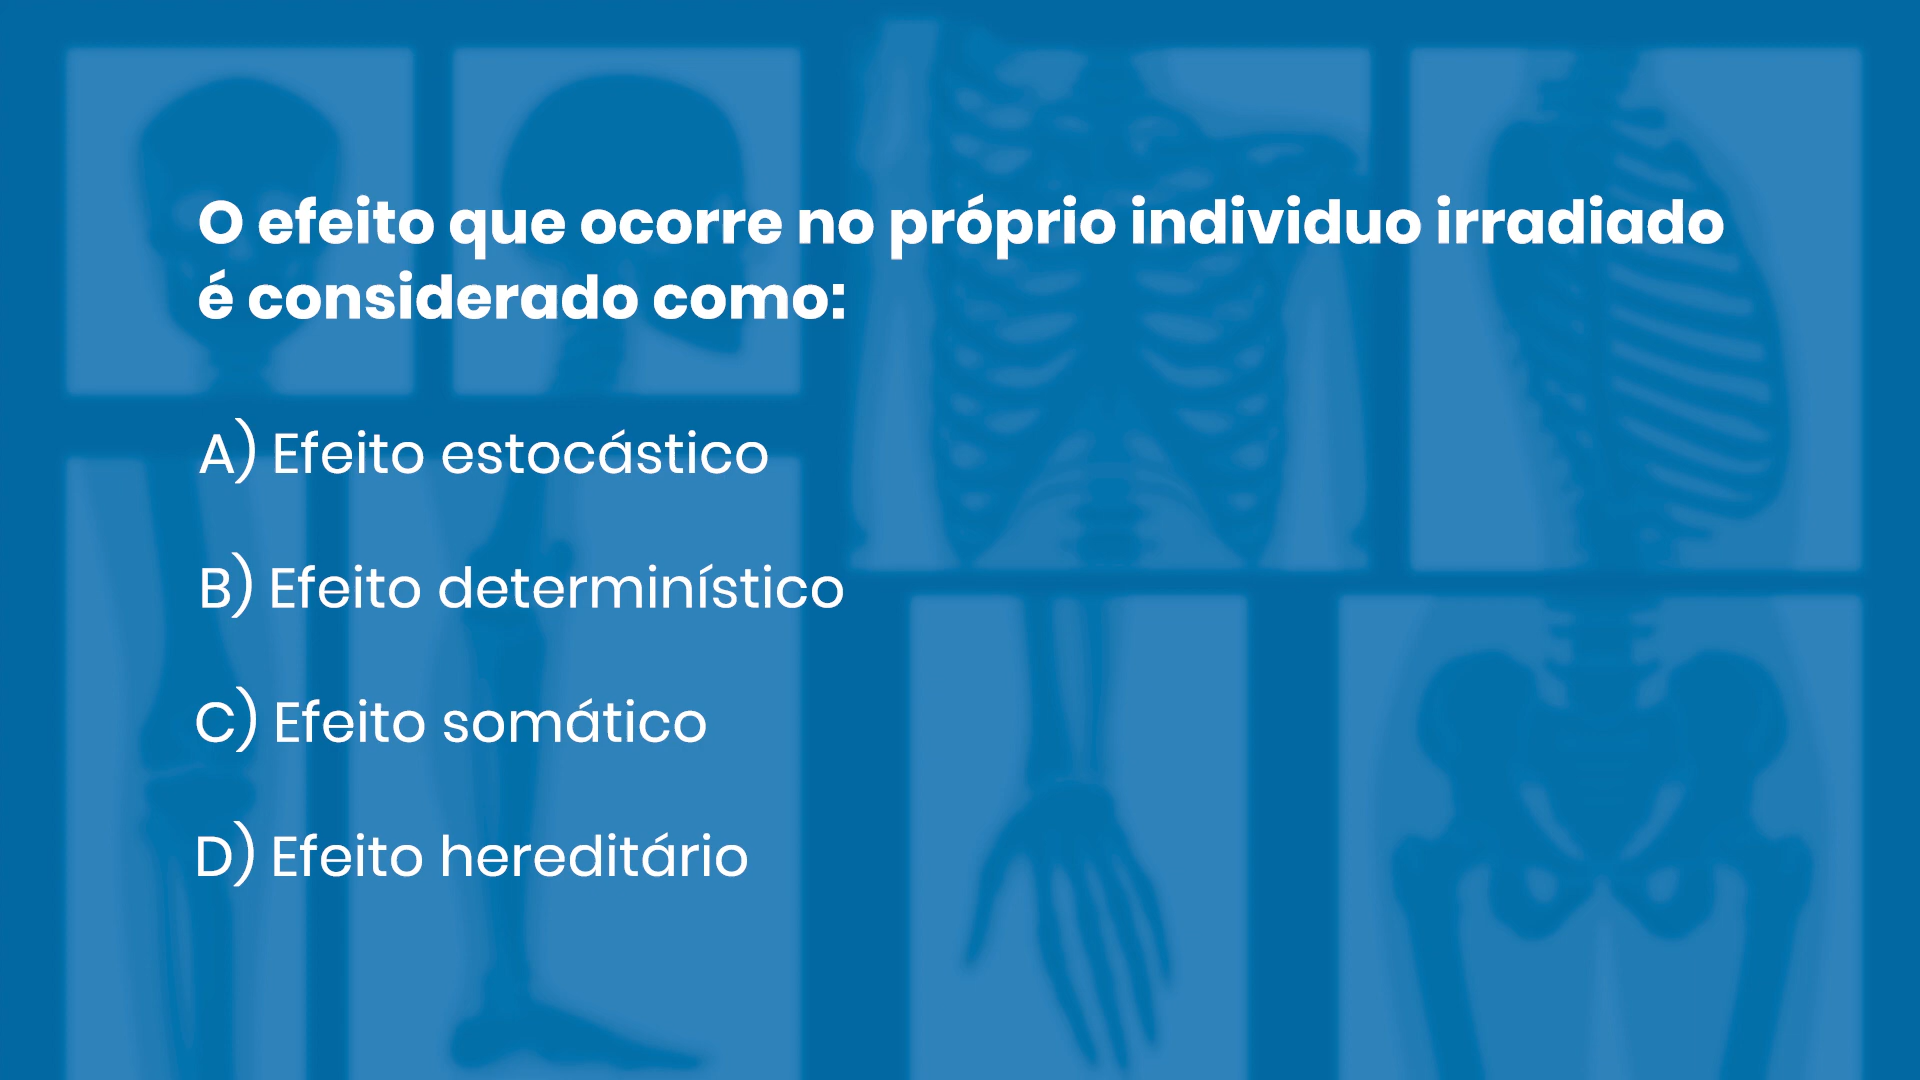 O efeito que ocorre no próprio individuo irradiado
é considerado como:
A) Efeito estocástico
B) Efeito determinístico
C) Efeito somático
D) Efeito hereditário